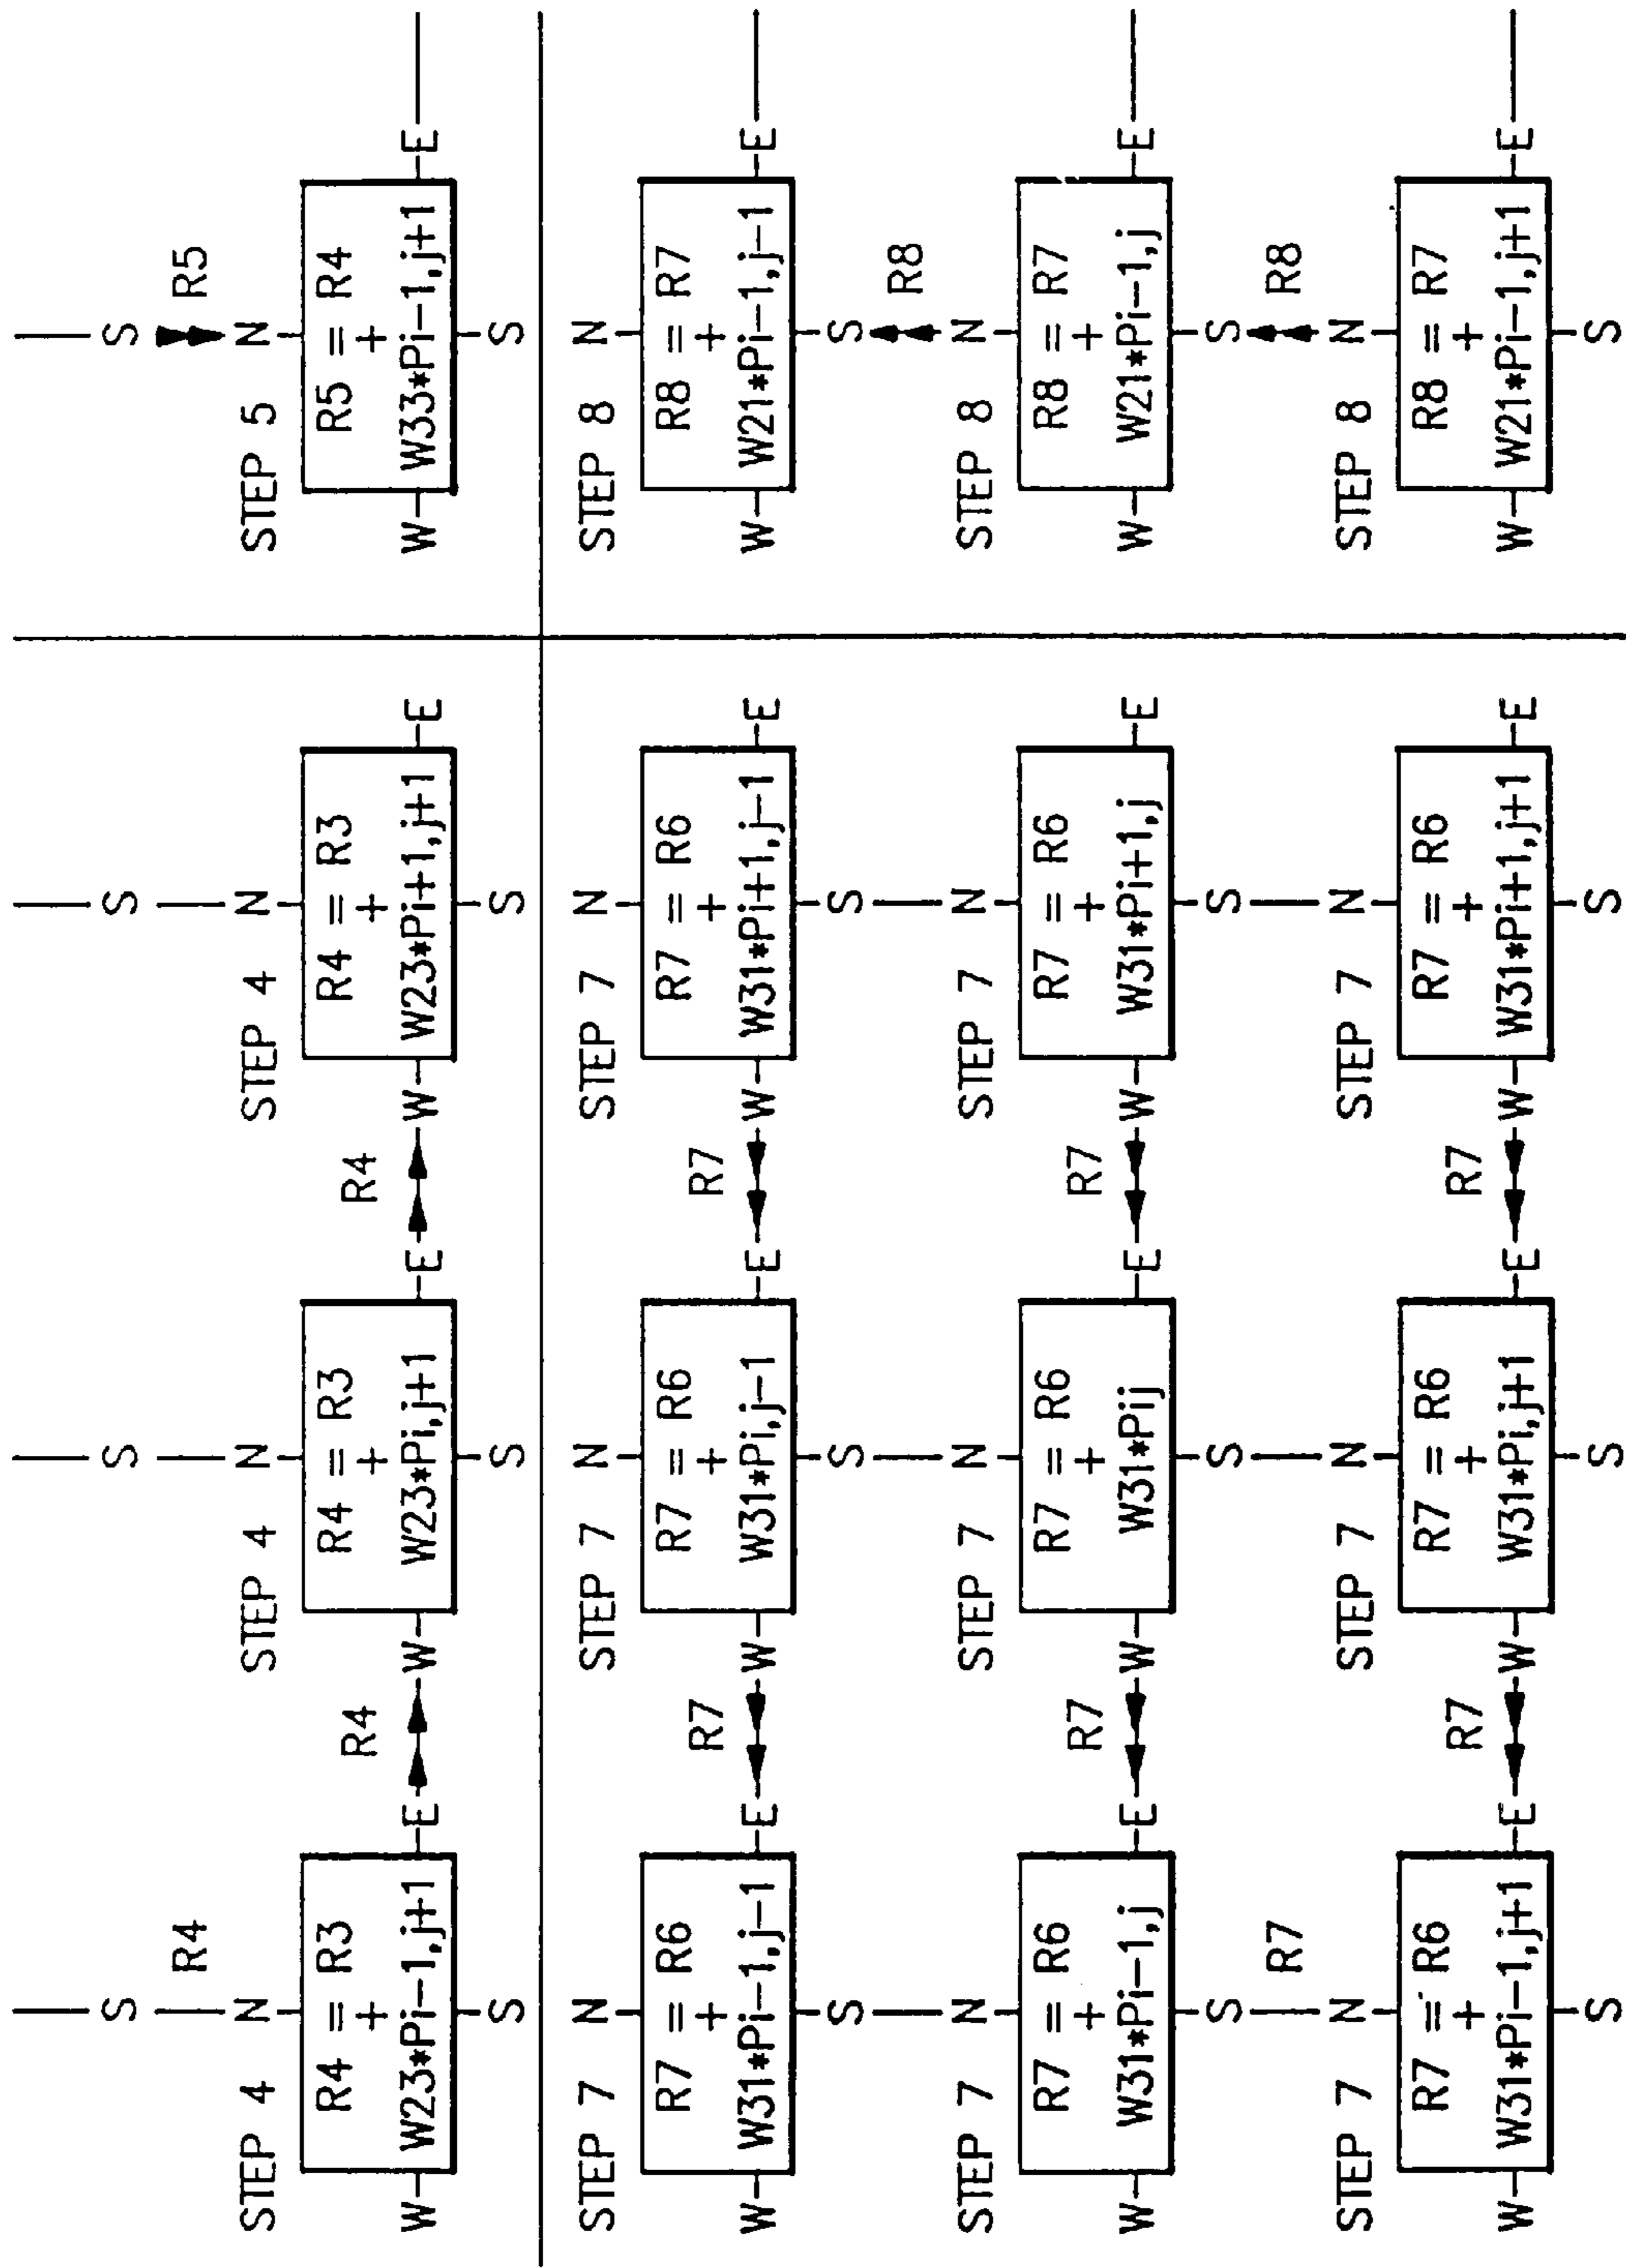 S S S S
R4 R5
STEP 4 N STEP 4 N STEP 4 N STEP 5 N
R4 = R3 R4 R4 = R3 R4 R4 = R3 R5 = R4
+ + + +
W W23*Pi-1,j+1 E W W23*Pi,j+1 E W W23*Pi+1,j+1 E W W33*Pi-1,j+1 E
S S S S
STEP 7 N STEP 7 N STEP 7 N STEP 8 N
R7 = R6 R7 R7 = R6 R7 R7 = R6 R8 = R7
+ + + +
W31*Pi-1,j-1 E W W31*Pi,j-1 E W W31*Pi+1,j-1 E W W21*Pi-1,j-1 E
S S S S
R8
STEP 7 N STEP 7 N STEP 7 N STEP 8 N
R7 = R6 R7 R7 = R6 R7 R7 = R6 R8 = R7
+ + + +
W W31*Pi-1,j E W W31*Pij E W W31*Pi+1,j E W W21*Pi-1,j E
S S S S
R7 R8
STEP 7 N STEP 7 N STEP 7 N STEP 8 N
R7 = R6 R7 R7 = R6 R7 R7 = R6 R8 = R7
+ + + +
W W31*Pi-1,j+1 E W W31*Pi,j+1 E W W31*Pi+1,j+1 E W W21*Pi-1,j+1 E
S S S S